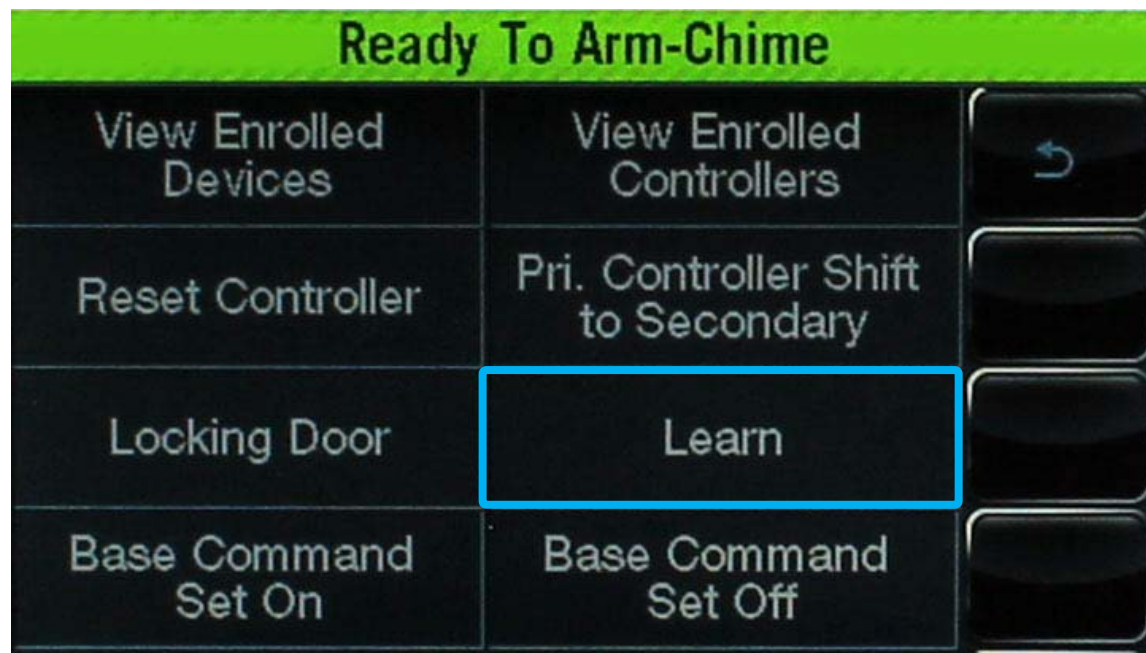 Ready To Arm-Chime
View Enrolled
Devices
View Enrolled
Controllers
Reset Controller
Pri. Controller Shift
to Secondary
Locking Door
Learn
Base Command
Set On
Base Command
Set Off